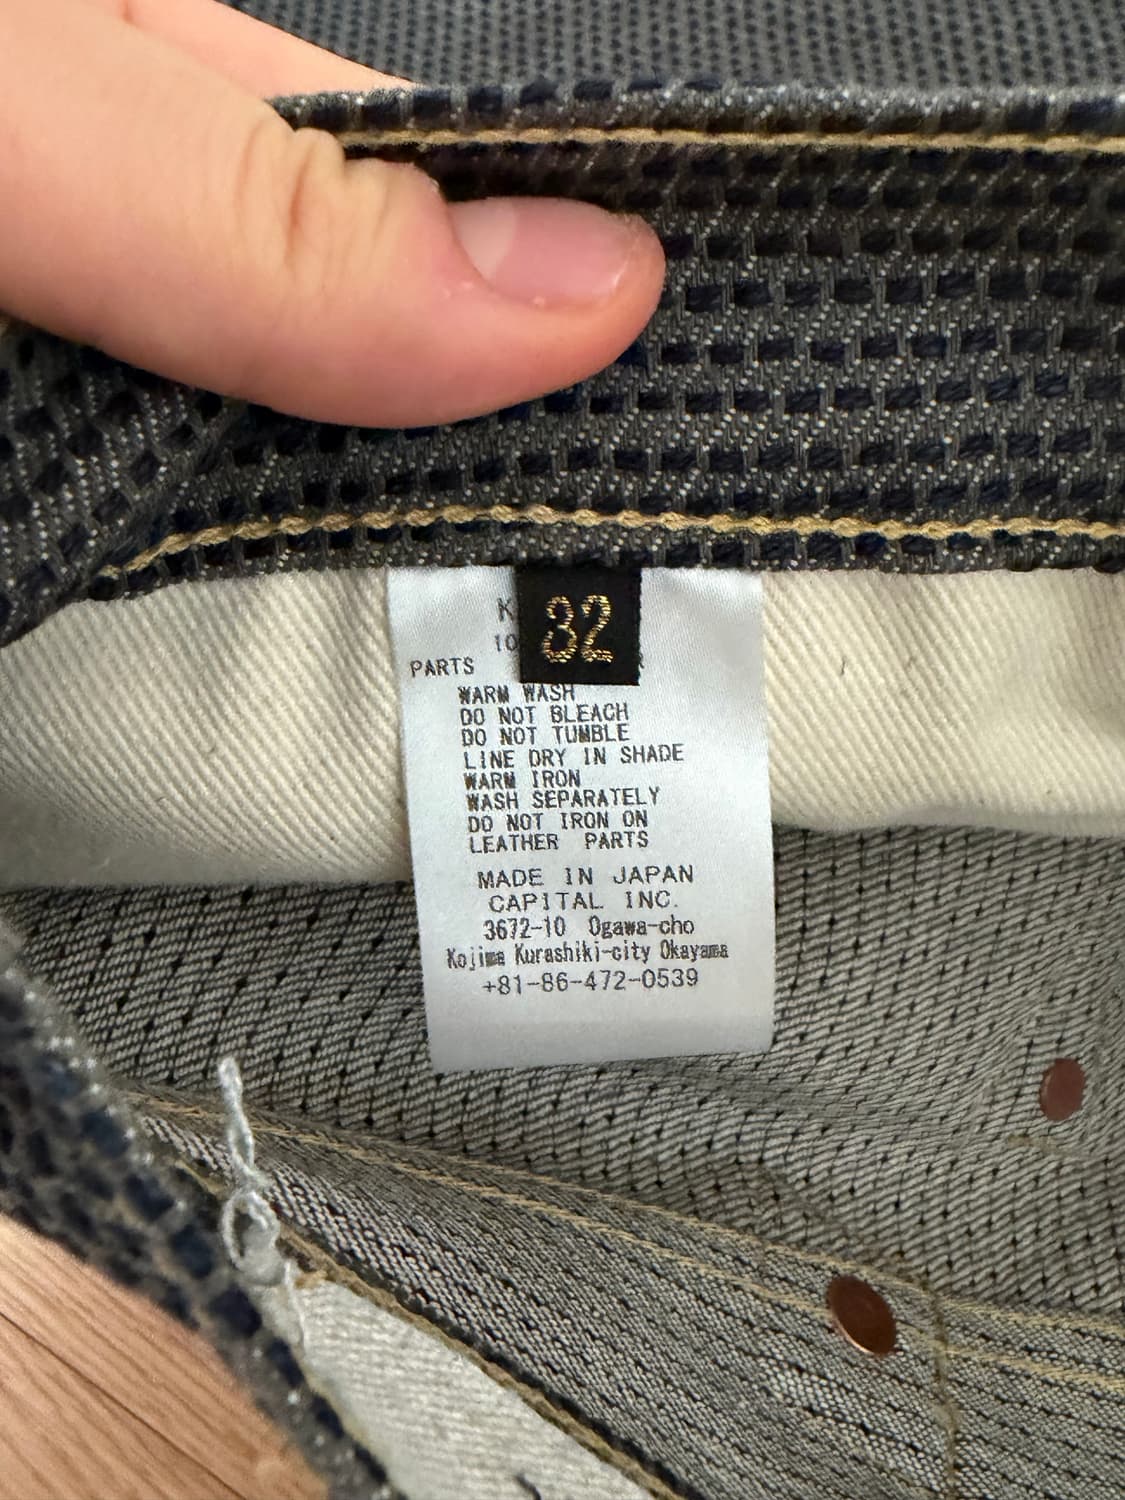 32
PARTS
WARM WASH
DO NOT BLEACH
DO NOT TUMBLE
LINE DRY IN SHADE
WARM IRON
WASH SEPARATELY
DO NOT IRON ON
LEATHER PARTS
MADE IN JAPAN
CAPITAL INC.
3672-10 Ogawa-cho
Kojima Kurashiki-city Okayama
+81-86-472-0539